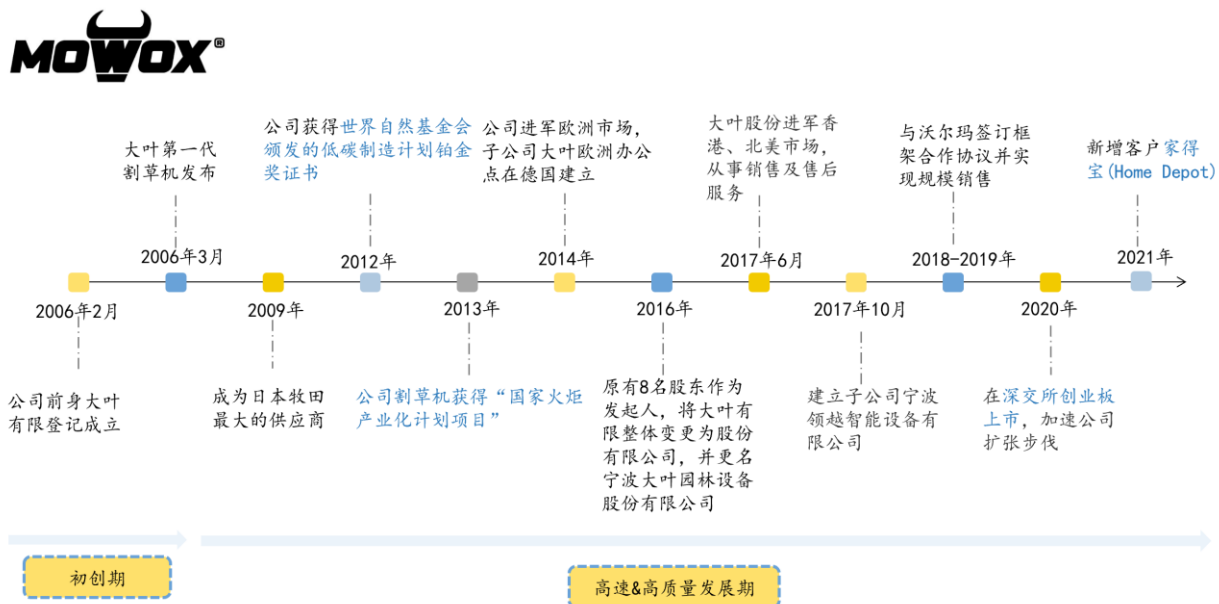 MOWOX®
大叶第一代
割草机发布
公司获得世界自然基金会
颁发的低碳制造计划铂金
奖证书
公司进军欧洲市场，
子公司大叶欧洲办公
点在德国建立
大叶股份进军香
港、北美市场，
从事销售及售后
服务
与沃尔玛签订框
架合作协议并实
现规模销售
新增客户家得
宝(Home Depot)
2006年3月
2012年
2014年
2017年6月
2018-2019年
2021年
2006年2月
2009年
2013年
2016年
2017年10月
2020年
公司前身大叶
有限登记成立
成为日本牧田
最大的供应商
公司割草机获得“国家火炬
产业化计划项目”
原有8名股东作为
发起人，将大叶有
限整体变更为股份
有限公司，并更名
宁波大叶园林设备
股份有限公司
建立子公司宁波
领越智能设备有
限公司
在深交所创业板
上市，加速公司
扩张步伐
初创期
高速&高质量发展期